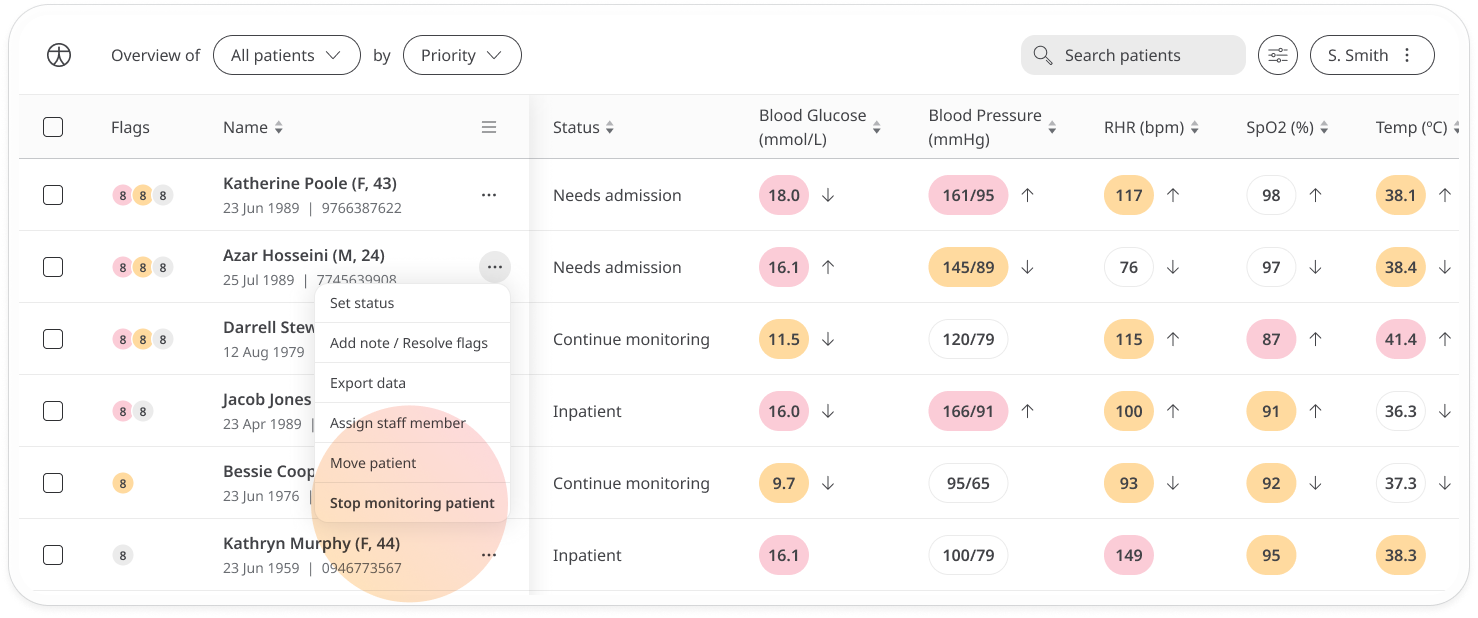 Overview of All patients by Priority Search patients S. Smith
Flags Name Status Blood Glucose (mmol/L) Blood Pressure (mmHg) RHR (bpm) SpO2 (%) Temp (ºC)
8 8 8 Katherine Poole (F, 43) Needs admission 18.0 ↓ 161/95 ↑ 117 ↑ 98 ↑ 38.1 ↑
23 Jun 1989 | 9766387622
8 8 8 Azar Hosseini (M, 24) Needs admission 16.1 ↑ 145/89 ↓ 76 ↓ 97 ↓ 38.4 ↓
25 Jul 1989 | 7745639908
Set status
8 8 8 Darrell Stew Continue monitoring 11.5 ↓ 120/79 115 ↑ 87 ↑ 41.4 ↑
12 Aug 1979
Add note / Resolve flags
Export data
8 8 Jacob Jones Inpatient 16.0 ↓ 166/91 ↑ 100 ↑ 91 ↑ 36.3 ↓
23 Apr 1989 |
Assign staff member
Move patient
8 Bessie Coop Continue monitoring 9.7 ↓ 95/65 93 ↓ 92 ↓ 37.3 ↓
23 Jun 1976 |
Stop monitoring patient
8 Kathryn Murphy (F, 44) Inpatient 16.1 100/79 149 95 38.3
23 Jun 1959 | 0946773567